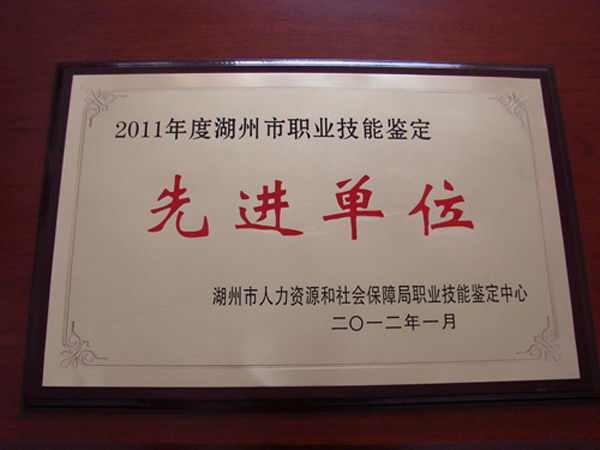 2011年度湖州市职业技能鉴定
先进单位
湖州市人力资源和社会保障局职业技能鉴定中心
二〇一二年一月